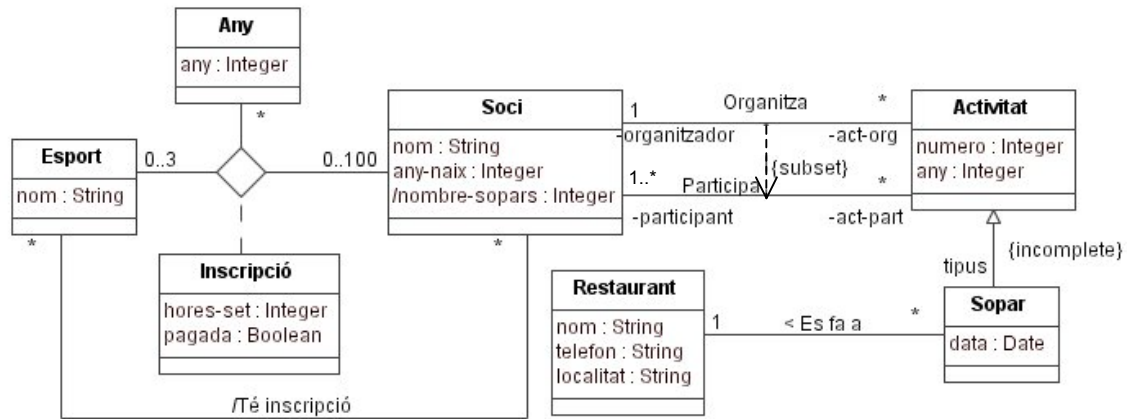 Any
any : Integer
*
Esport
nom : String
0..3
0..100
*
Soci
nom : String
any-naix : Integer
/nombre-sopars : Integer
*
1
Organitza
*
-organitzador
-act-org
{subset}
1..*
Participa
*
-participant
-act-part
Activitat
numero : Integer
any : Integer
{incomplete}
tipus
Inscripció
hores-set : Integer
pagada : Boolean
/Té inscripció
Restaurant
nom : String
telefon : String
localitat : String
1
< Es fa a
*
Sopar
data : Date